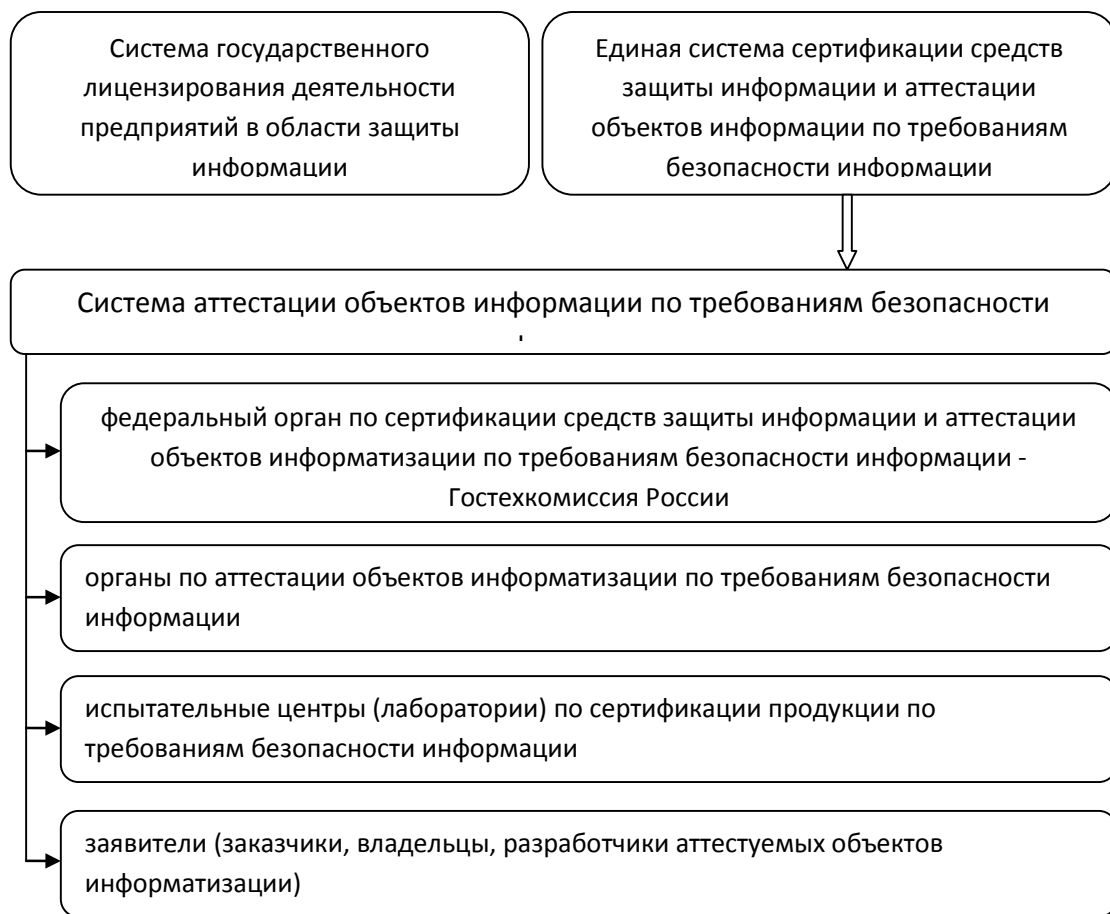 Система государственного
лицензирования деятельности
предприятий в области защиты
информации
Единая система сертификации средств
защиты информации и аттестации
объектов информации по требованиям
безопасности информации
Система аттестации объектов информации по требованиям безопасности
федеральный орган по сертификации средств защиты информации и аттестации
объектов информатизации по требованиям безопасности информации -
Гостехкомиссия России
органы по аттестации объектов информатизации по требованиям безопасности
информации
испытательные центры (лаборатории) по сертификации продукции по
требованиям безопасности информации
заявители (заказчики, владельцы, разработчики аттестуемых объектов
информатизации)